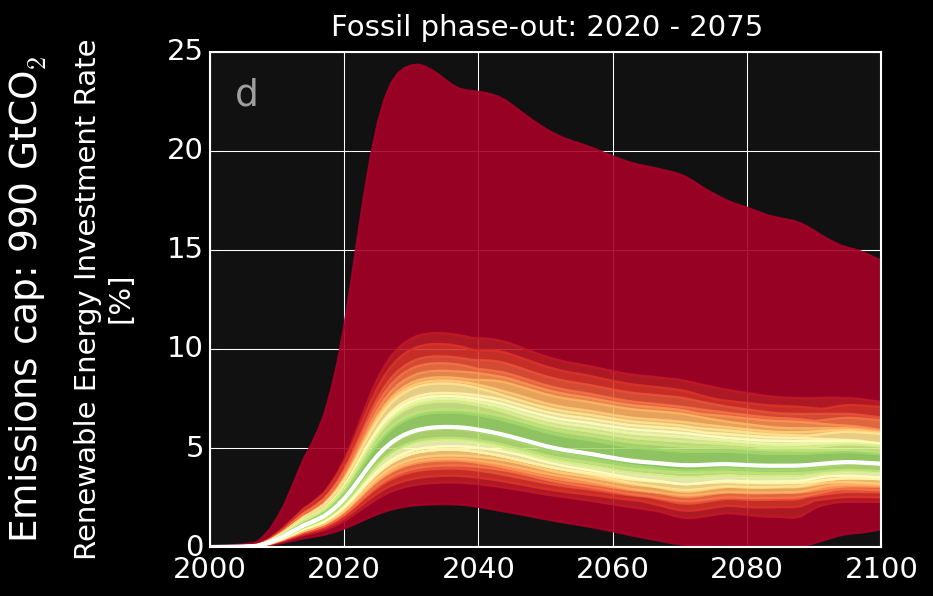 Fossil phase-out: 2020 - 2075
Emissions cap: 990 GtCO₂
Renewable Energy Investment Rate
[%]
d
25
20
15
10
5
0
2000 2020 2040 2060 2080 2100